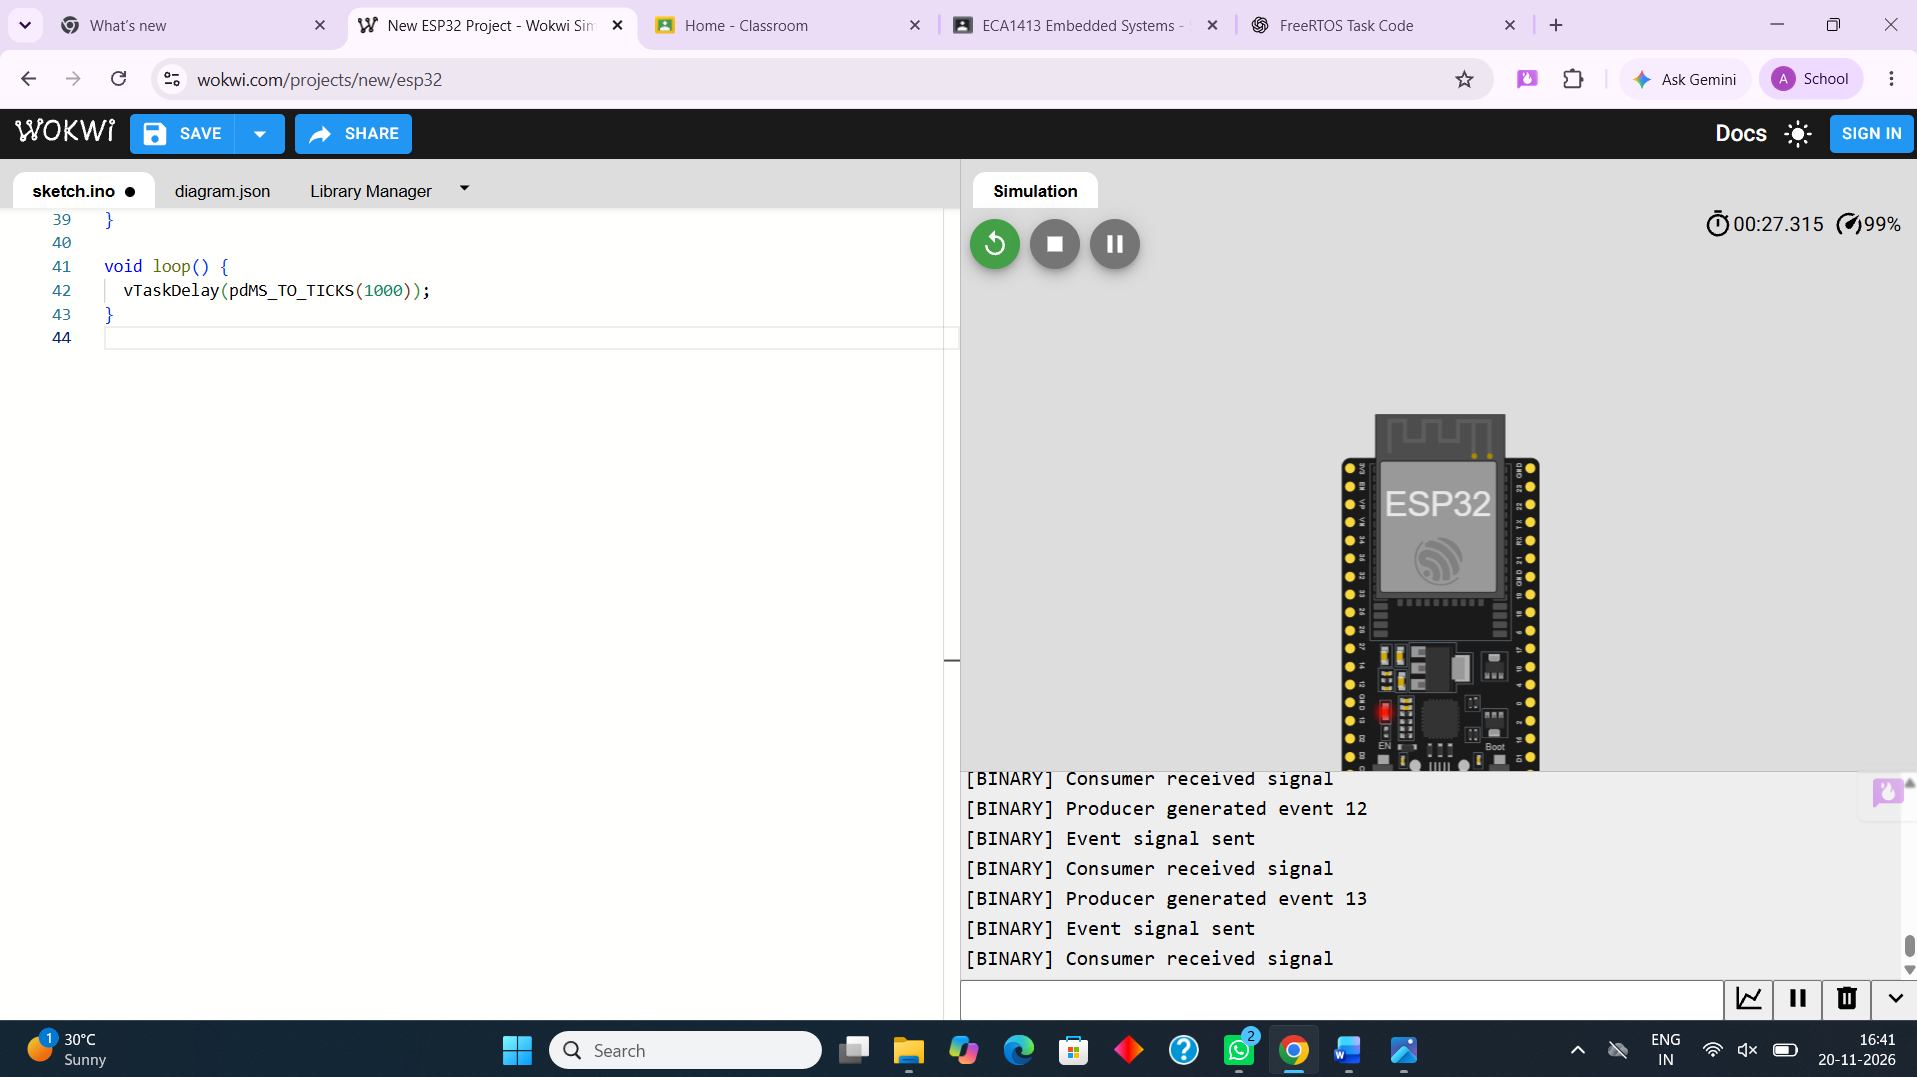 What's new
New ESP32 Project - Wokwi Sim
Home - Classroom
ECA1413 Embedded Systems -
FreeRTOS Task Code
wokwi.com/projects/new/esp32
Ask Gemini
A School
WOKWI
SAVE
SHARE
Docs
SIGN IN
sketch.ino
diagram.json
Library Manager
Simulation
39 }
40
41 void loop() {
42 vTaskDelay(pdMS_TO_TICKS(1000));
43 }
44
00:27.315 99%
ESP32
EN
Boot
[BINARY] Consumer received signal
[BINARY] Producer generated event 12
[BINARY] Event signal sent
[BINARY] Consumer received signal
[BINARY] Producer generated event 13
[BINARY] Event signal sent
[BINARY] Consumer received signal
1
30°C
Sunny
Search
2
ENG
IN
16:41
20-11-2026